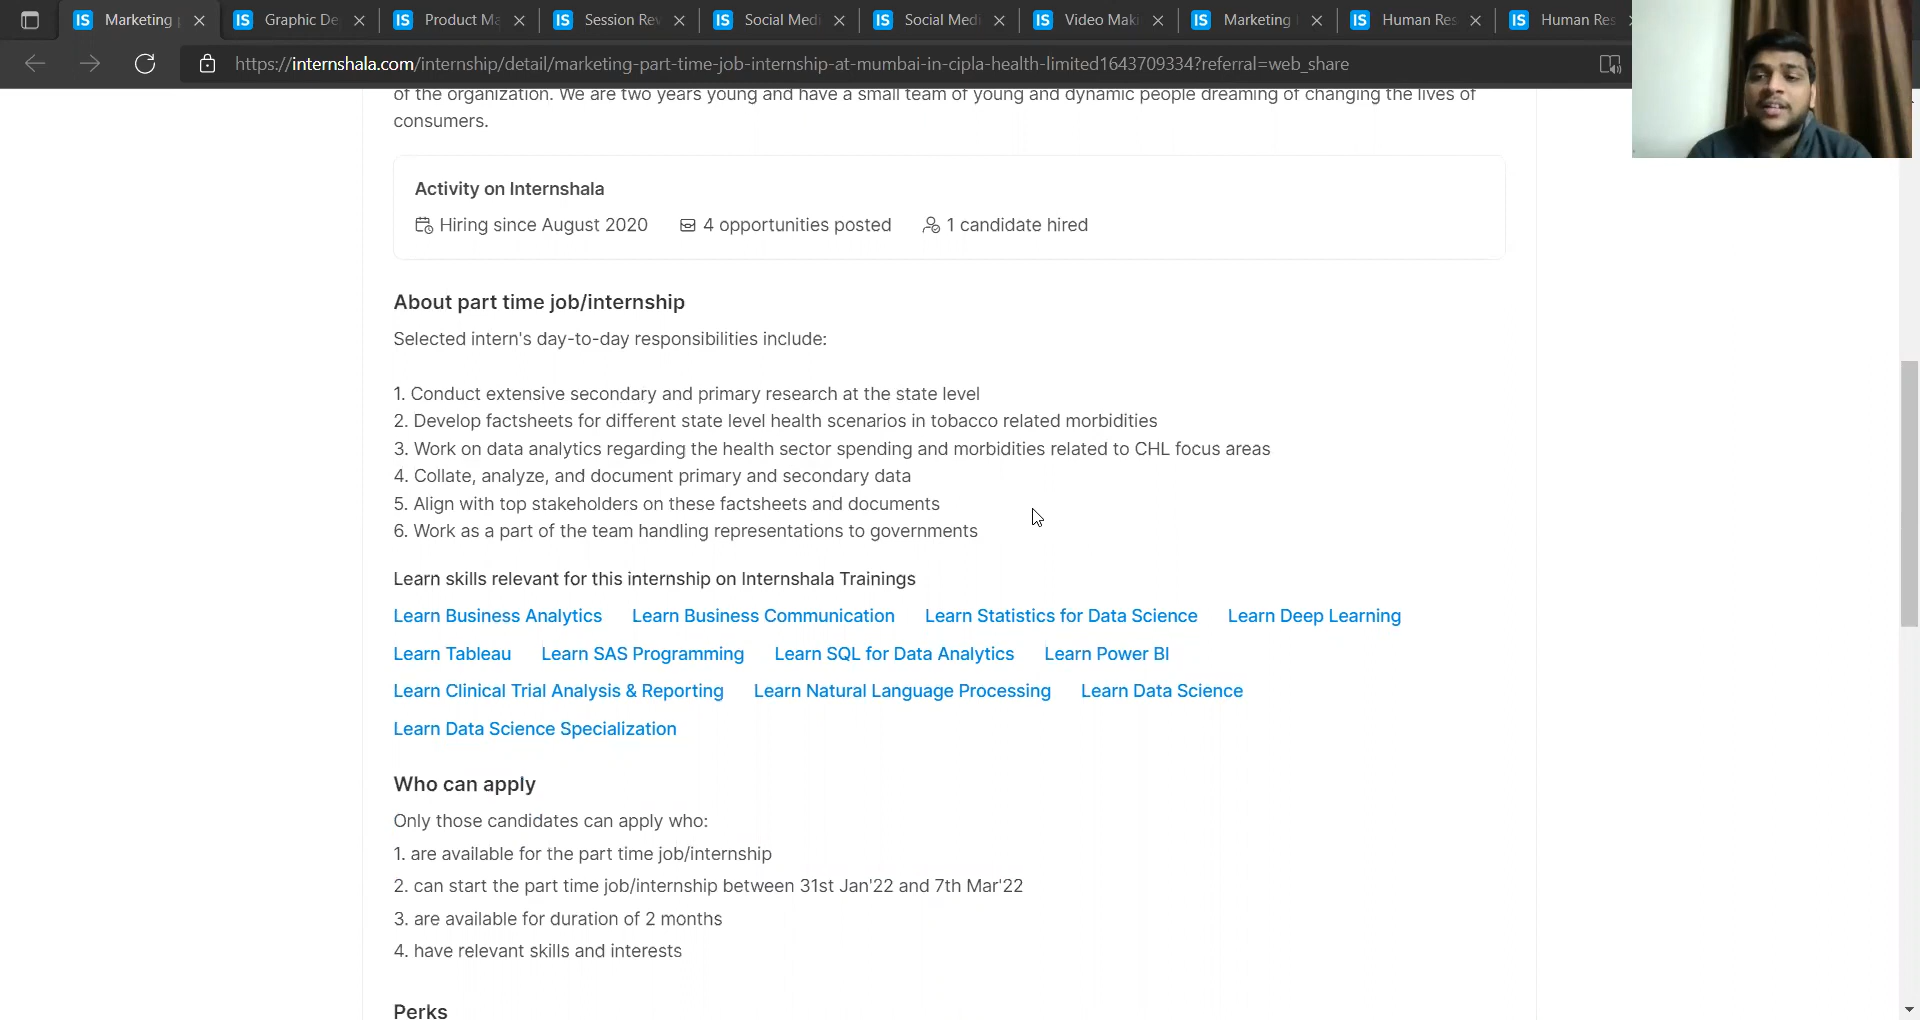 IS Marketing
IS Graphic De
IS Product Ma
IS Session Rev
IS Social Medi
IS Social Medi
IS Video Maki
IS Marketing
IS Human Res
IS Human Res
https://internshala.com/internship/detail/marketing-part-time-job-internship-at-mumbai-in-cipla-health-limited1643709334?referral=web_share
of the organization. We are two years young and have a small team of young and dynamic people dreaming of changing the lives of
consumers.
Activity on Internshala
Hiring since August 2020 4 opportunities posted 1 candidate hired
About part time job/internship
Selected intern's day-to-day responsibilities include:
1. Conduct extensive secondary and primary research at the state level
2. Develop factsheets for different state level health scenarios in tobacco related morbidities
3. Work on data analytics regarding the health sector spending and morbidities related to CHL focus areas
4. Collate, analyze, and document primary and secondary data
5. Align with top stakeholders on these factsheets and documents
6. Work as a part of the team handling representations to governments
Learn skills relevant for this internship on Internshala Trainings
Learn Business Analytics Learn Business Communication Learn Statistics for Data Science Learn Deep Learning
Learn Tableau Learn SAS Programming Learn SQL for Data Analytics Learn Power BI
Learn Clinical Trial Analysis & Reporting Learn Natural Language Processing Learn Data Science
Learn Data Science Specialization
Who can apply
Only those candidates can apply who:
1. are available for the part time job/internship
2. can start the part time job/internship between 31st Jan'22 and 7th Mar'22
3. are available for duration of 2 months
4. have relevant skills and interests
Perks